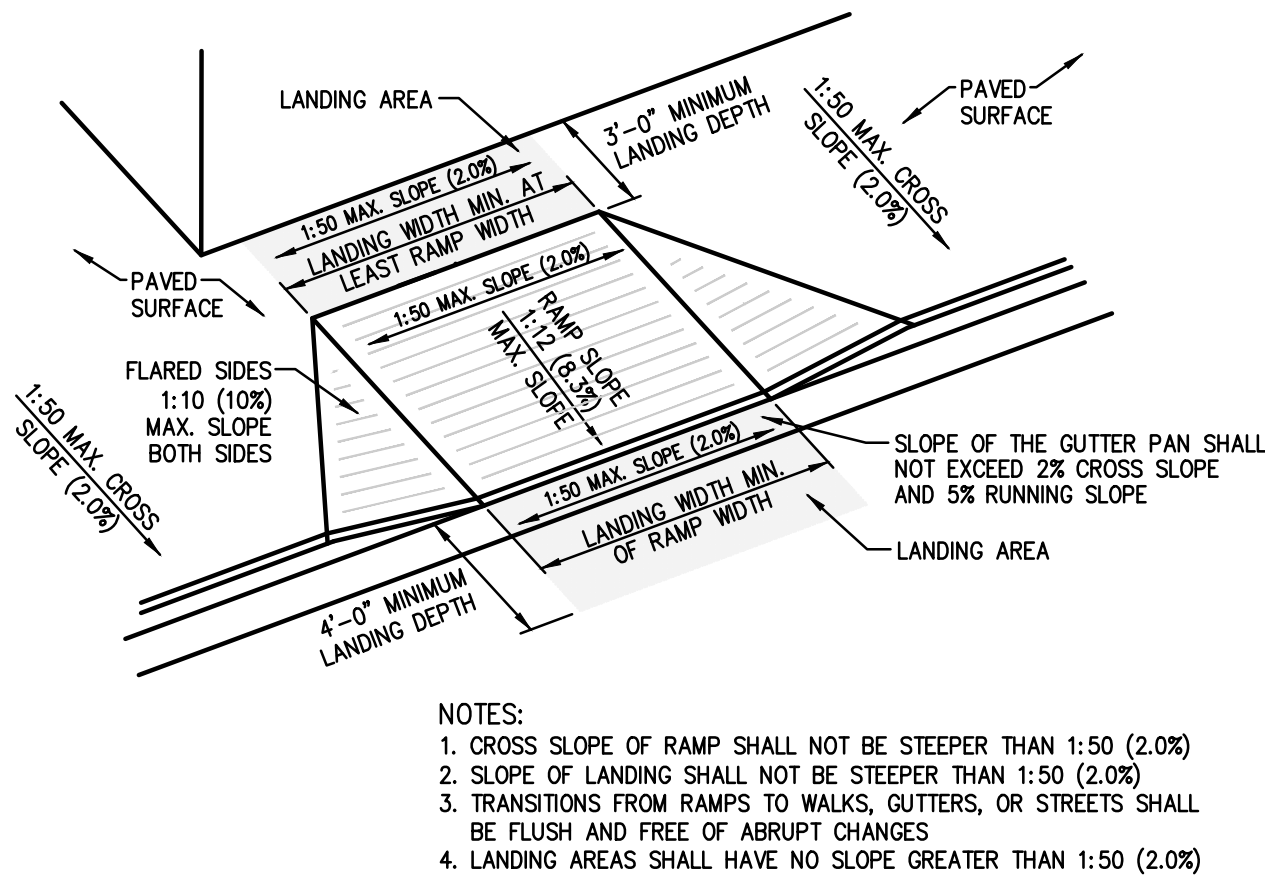 LANDING AREA
3'-0" MINIMUM
LANDING DEPTH
1:50 MAX. CROSS
SLOPE (2.0%)
PAVED
SURFACE
1:50 MAX. SLOPE (2.0%)
LANDING WIDTH MIN. AT
LEAST RAMP WIDTH
PAVED
SURFACE
1:50 MAX. SLOPE (2.0%)
RAMP SLOPE
1:12 (8.3%)
MAX. SLOPE
FLARED SIDES
1:10 (10%)
MAX. SLOPE
BOTH SIDES
1:50 MAX. CROSS
SLOPE (2.0%)
1:50 MAX. SLOPE (2.0%)
SLOPE OF THE GUTTER PAN SHALL
NOT EXCEED 2% CROSS SLOPE
AND 5% RUNNING SLOPE
LANDING WIDTH MIN.
OF RAMP WIDTH
LANDING AREA
4'-0" MINIMUM
LANDING DEPTH
NOTES:
1. CROSS SLOPE OF RAMP SHALL NOT BE STEEPER THAN 1:50 (2.0%)
2. SLOPE OF LANDING SHALL NOT BE STEEPER THAN 1:50 (2.0%)
3. TRANSITIONS FROM RAMPS TO WALKS, GUTTERS, OR STREETS SHALL
BE FLUSH AND FREE OF ABRUPT CHANGES
4. LANDING AREAS SHALL HAVE NO SLOPE GREATER THAN 1:50 (2.0%)